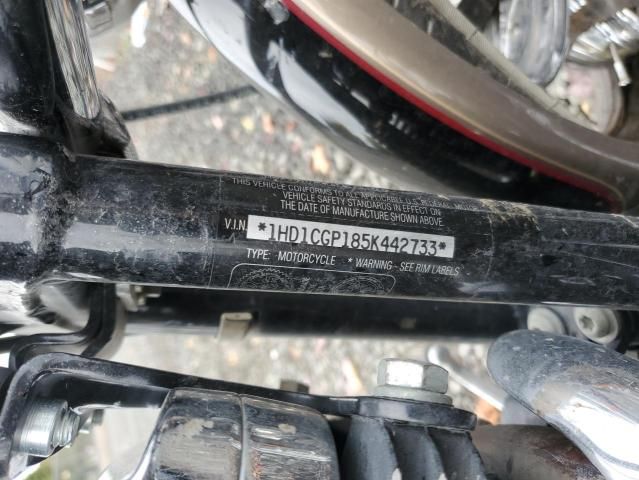 THIS VEHICLE CONFORMS TO ALL APPLICABLE U.S. FEDERAL MOTOR
VEHICLE SAFETY STANDARDS IN EFFECT ON
THE DATE OF MANUFACTURE SHOWN ABOVE
V.I.N. *1HD1CGP185K442733*
TYPE: MOTORCYCLE * WARNING - SEE RIM LABELS